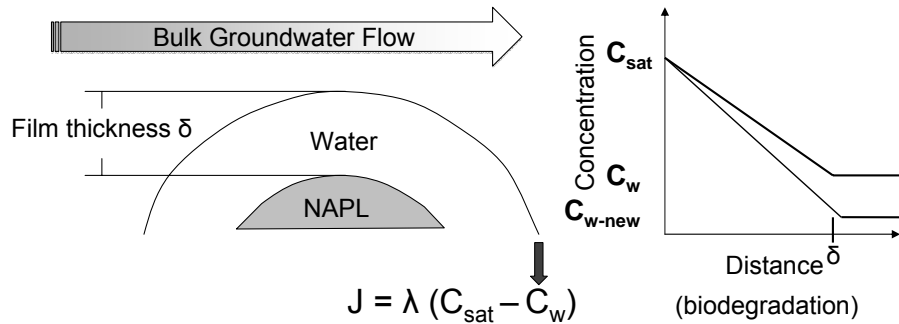 Bulk Groundwater Flow
Film thickness δ
Water
NAPL
J = λ (Csat – Cw)
Concentration
Csat
Cw
Cw-new
δ
Distance
(biodegradation)